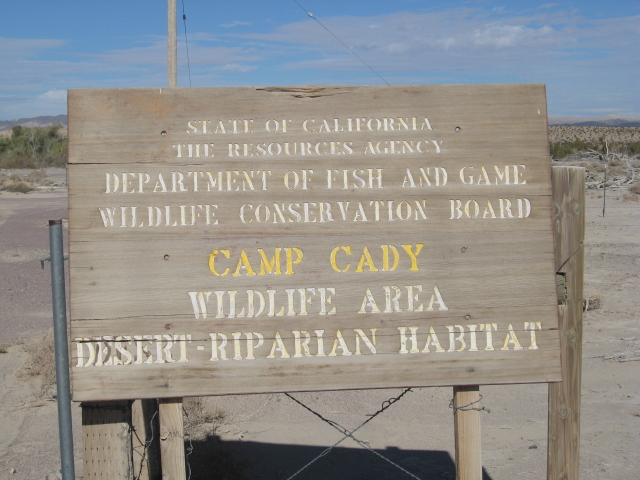 STATE OF CALIFORNIA
THE RESOURCES AGENCY
DEPARTMENT OF FISH AND GAME
WILDLIFE CONSERVATION BOARD
CAMP CADY
WILDLIFE AREA
DESERT-RIPARIAN HABITAT